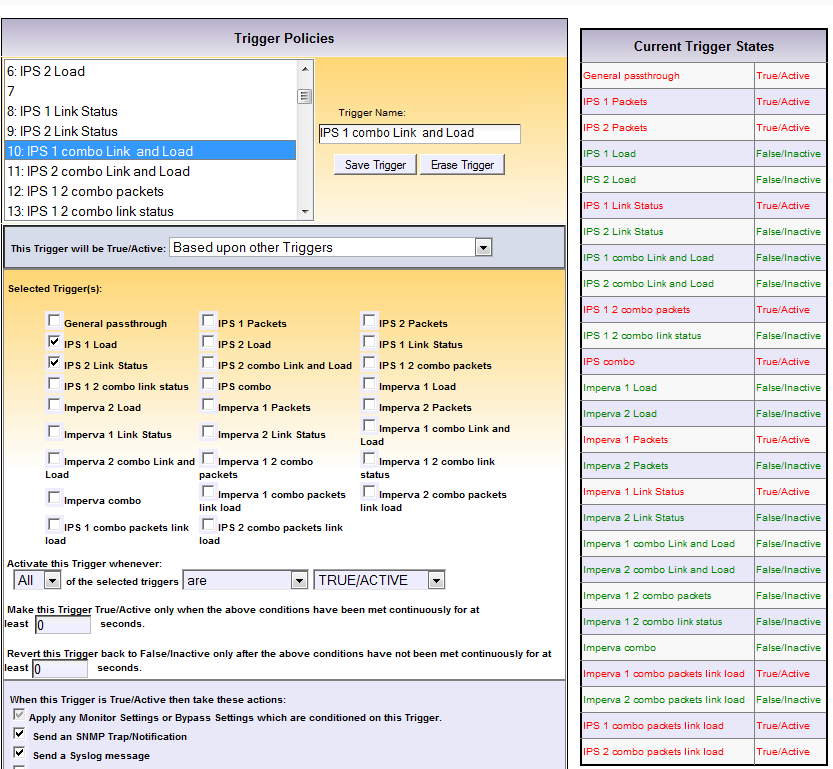 Trigger Policies
6: IPS 2 Load
7
8: IPS 1 Link Status
9: IPS 2 Link Status
10: IPS 1 combo Link  and Load
11: IPS 2 combo Link and Load
12: IPS 1 2 combo packets
13: IPS 1 2 combo link status
Trigger Name:
IPS 1 combo Link  and Load
Save Trigger Erase Trigger
This Trigger will be True/Active: Based upon other Triggers
Selected Trigger(s):
General passthrough IPS 1 Packets IPS 2 Packets
IPS 1 Load IPS 2 Load IPS 1 Link Status
IPS 2 Link Status IPS 2 combo Link and Load IPS 1 2 combo packets
IPS 1 2 combo link status IPS combo Imperva 1 Load
Imperva 2 Load Imperva 1 Packets Imperva 2 Packets
Imperva 1 Link Status Imperva 2 Link Status Imperva 1 combo Link and
Load
Imperva 2 combo Link and Imperva 1 2 combo Imperva 1 2 combo link
Load packets status
Imperva combo Imperva 1 combo packets Imperva 2 combo packets
link load link load
IPS 1 combo packets link IPS 2 combo packets link
load load
Activate this Trigger whenever:
All of the selected triggers are TRUE/ACTIVE
Make this Trigger True/Active only when the above conditions have been met continuously for at
least 0 seconds.
Revert this Trigger back to False/Inactive only after the above conditions have not been met continuously for at
least 0 seconds.
When this Trigger is True/Active then take these actions:
Apply any Monitor Settings or Bypass Settings which are conditioned on this Trigger.
Send an SNMP Trap/Notification
Send a Syslog message
Current Trigger States
General passthrough True/Active
IPS 1 Packets True/Active
IPS 2 Packets True/Active
IPS 1 Load False/Inactive
IPS 2 Load False/Inactive
IPS 1 Link Status True/Active
IPS 2 Link Status False/Inactive
IPS 1 combo Link and Load False/Inactive
IPS 2 combo Link and Load False/Inactive
IPS 1 2 combo packets True/Active
IPS 1 2 combo link status False/Inactive
IPS combo True/Active
Imperva 1 Load False/Inactive
Imperva 2 Load False/Inactive
Imperva 1 Packets True/Active
Imperva 2 Packets False/Inactive
Imperva 1 Link Status True/Active
Imperva 2 Link Status False/Inactive
Imperva 1 combo Link and Load False/Inactive
Imperva 2 combo Link and Load False/Inactive
Imperva 1 2 combo packets False/Inactive
Imperva 1 2 combo link status False/Inactive
Imperva combo False/Inactive
Imperva 1 combo packets link load True/Active
Imperva 2 combo packets link load False/Inactive
IPS 1 combo packets link load True/Active
IPS 2 combo packets link load True/Active